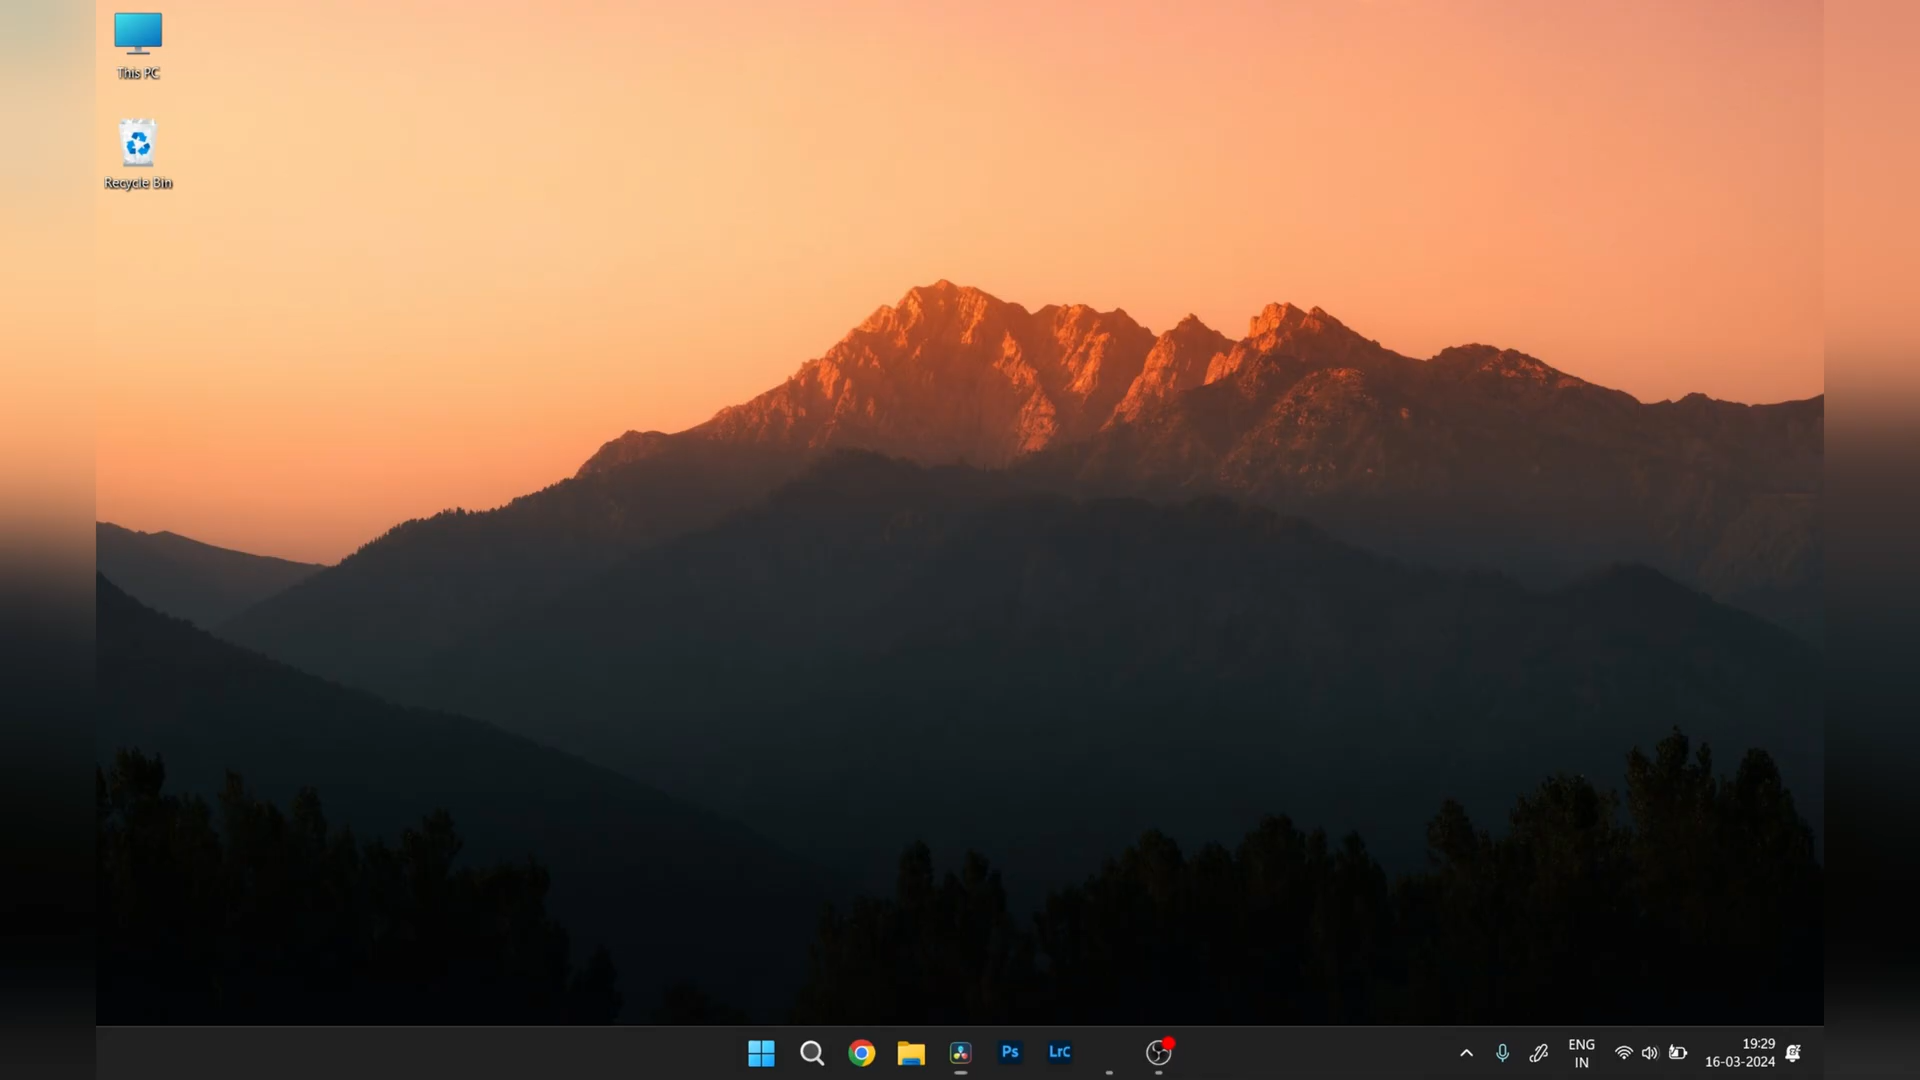 This PC
Recycle Bin
Ps
LrC
ENG
IN
19:29
16-03-2024